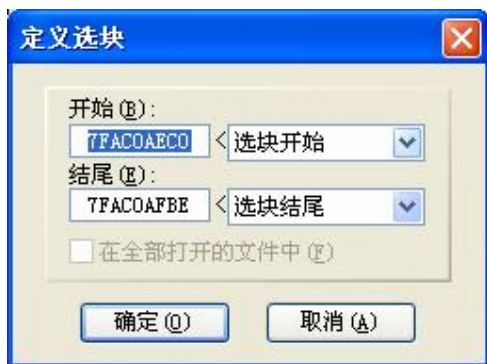 定义选块
开始(B):
7FAC0AEC0 < 选块开始
结尾(E):
7FAC0AFBE < 选块结尾
在全部打开的文件中(F)
确定(O) 取消(A)